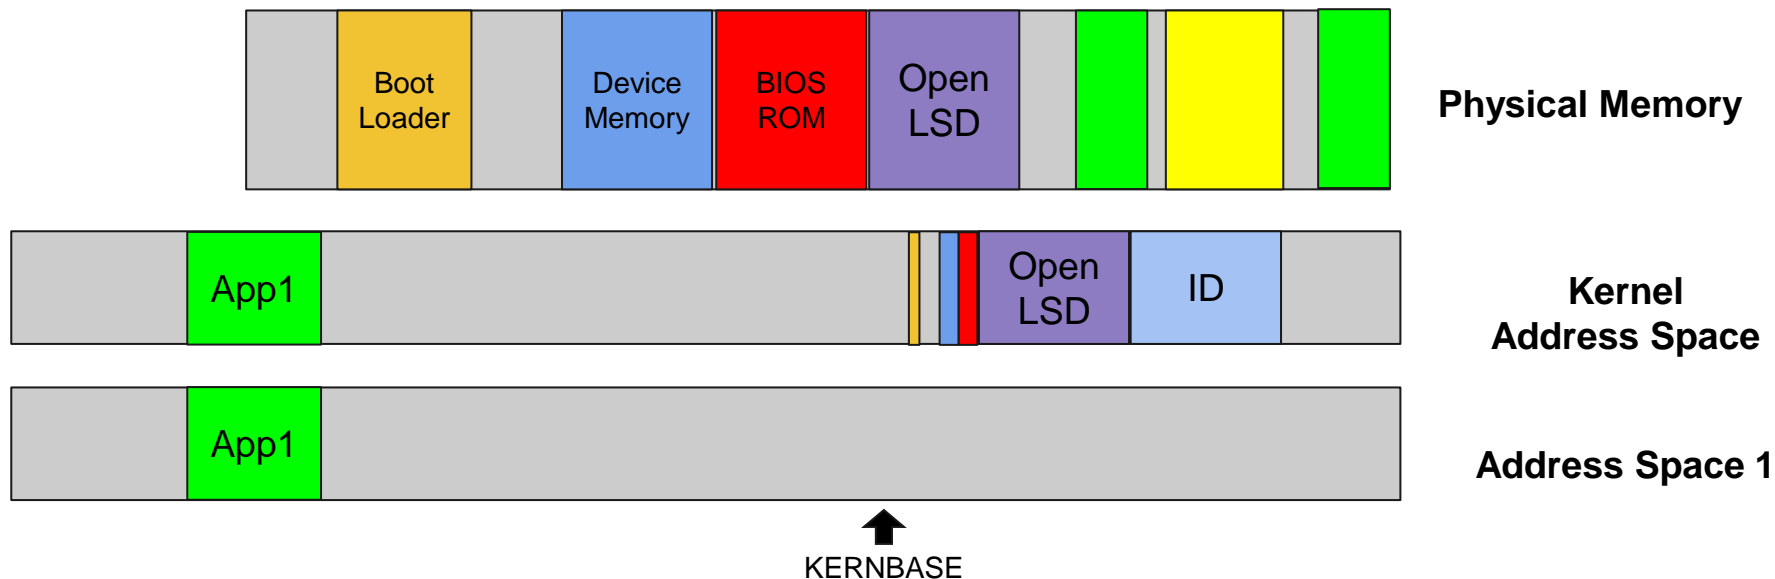 Boot
Loader
Device
Memory
BIOS
ROM
Open
LSD
Physical Memory
App1
Open
LSD
ID
Kernel
Address Space
App1
Address Space 1
KERNBASE